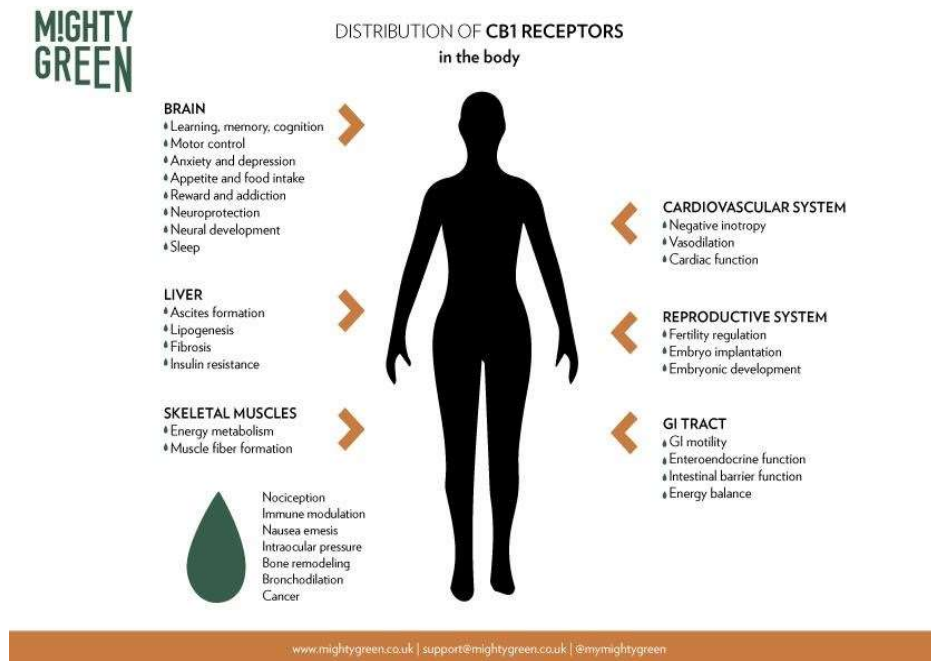 M!GHTY
GREEN
DISTRIBUTION OF CB1 RECEPTORS
in the body
BRAIN
Learning, memory, cognition
Motor control
Anxiety and depression
Appetite and food intake
Reward and addiction
Neuroprotection
Neural development
Sleep
LIVER
Ascites formation
Lipogenesis
Fibrosis
Insulin resistance
SKELETAL MUSCLES
Energy metabolism
Muscle fiber formation
Nociception
Immune modulation
Nausea emesis
Intraocular pressure
Bone remodeling
Bronchodilation
Cancer
CARDIOVASCULAR SYSTEM
Negative inotropy
Vasodilation
Cardiac function
REPRODUCTIVE SYSTEM
Fertility regulation
Embryo implantation
Embryonic development
GI TRACT
GI motility
Enteroendocrine function
Intestinal barrier function
Energy balance
www.mightygreen.co.uk | support@mightygreen.co.uk | @mymightygreen